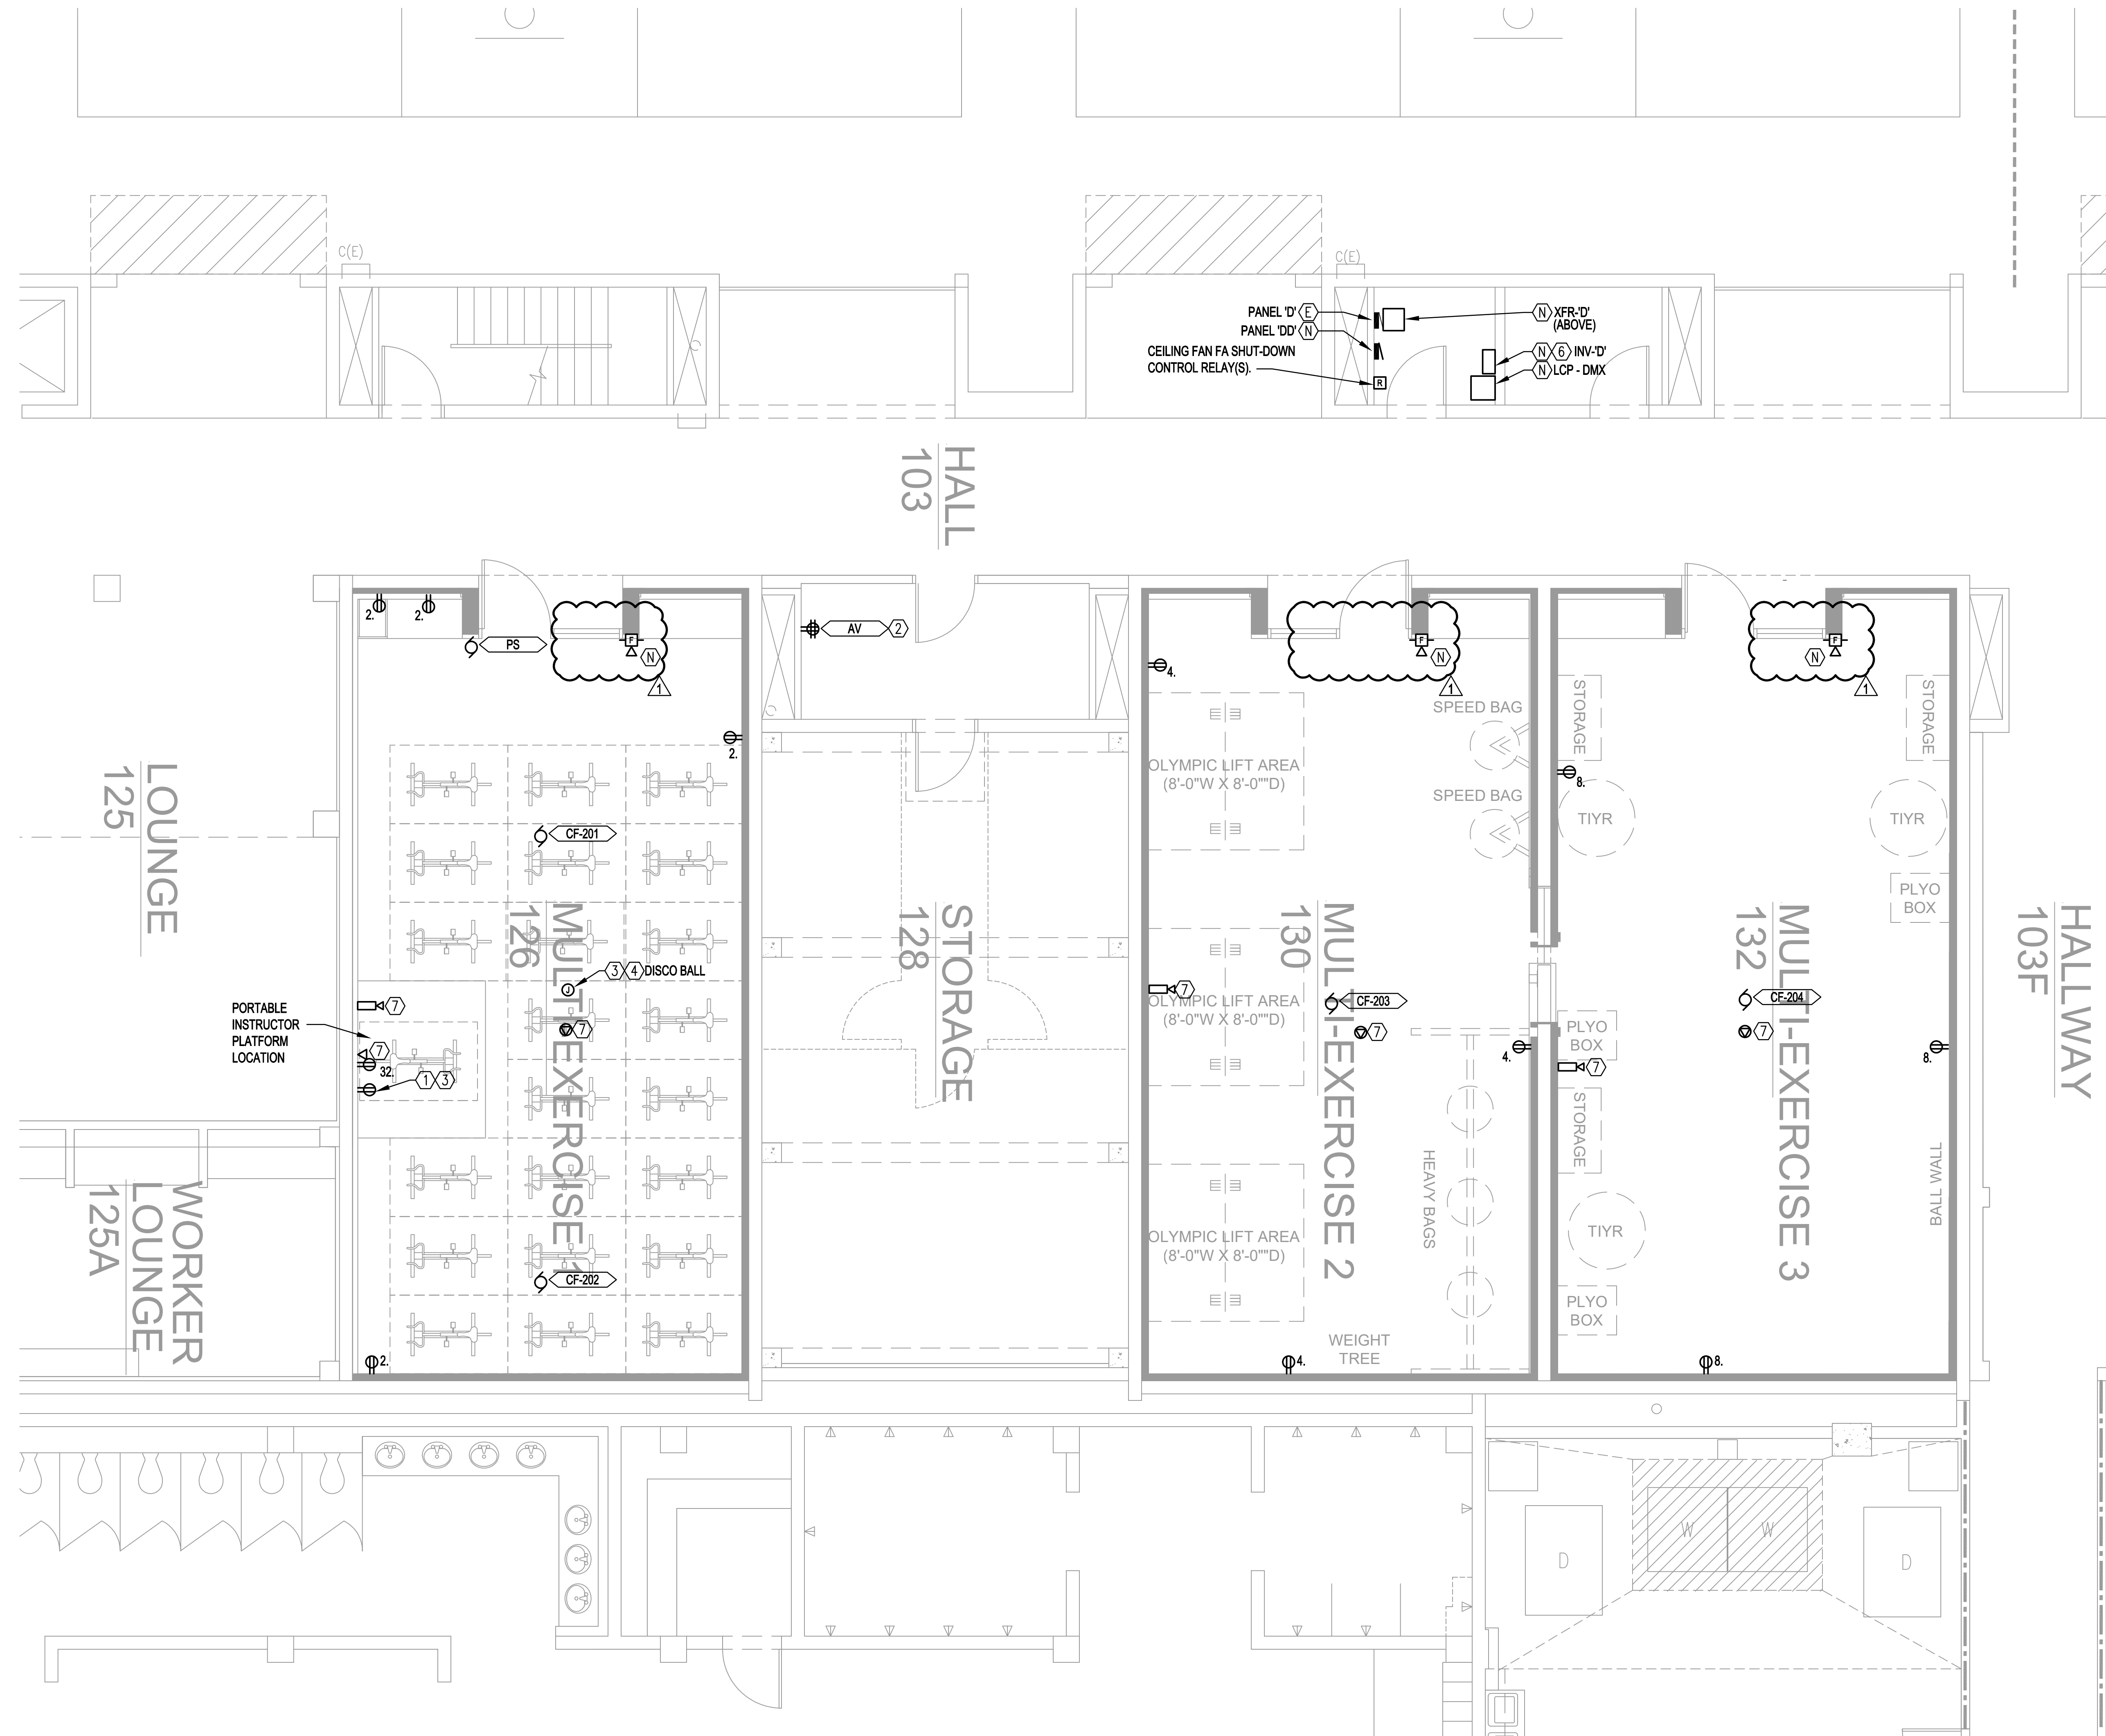 C(E)
C(E)
PANEL 'D' E
PANEL 'DD' N
CEILING FAN FA SHUT-DOWN
CONTROL RELAY(S).
R
N XFR-'D'
(ABOVE)
N 6 INV-'D'
N LCP - DMX
HALL
103
2.
2.
PS
F
N
1
AV 2
4.
F
N
1
F
N
1
2.
SPEED BAG
SPEED BAG
STORAGE
STORAGE
8.
TIYR
TIYR
PLYO
BOX
OLYMPIC LIFT AREA
(8'-0"W X 8'-0""D)
LOUNGE
125
CF-201
MULTI-EXERCISE 1
126
3 4 DISCO BALL
J
7
7
PORTABLE
INSTRUCTOR
PLATFORM
LOCATION
7
32.
1 3
STORAGE
128
7
OLYMPIC LIFT AREA
(8'-0"W X 8'-0""D)
MULTI-EXERCISE 2
130
CF-203
7
4.
MULTI-EXERCISE 3
132
CF-204
7
PLYO
BOX
7
8.
HALLWAY
103F
STORAGE
HEAVY BAGS
BALL WALL
WORKER
LOUNGE
125A
CF-202
OLYMPIC LIFT AREA
(8'-0"W X 8'-0""D)
TIYR
PLYO
BOX
WEIGHT
TREE
2.
4.
8.
W
W
D
D